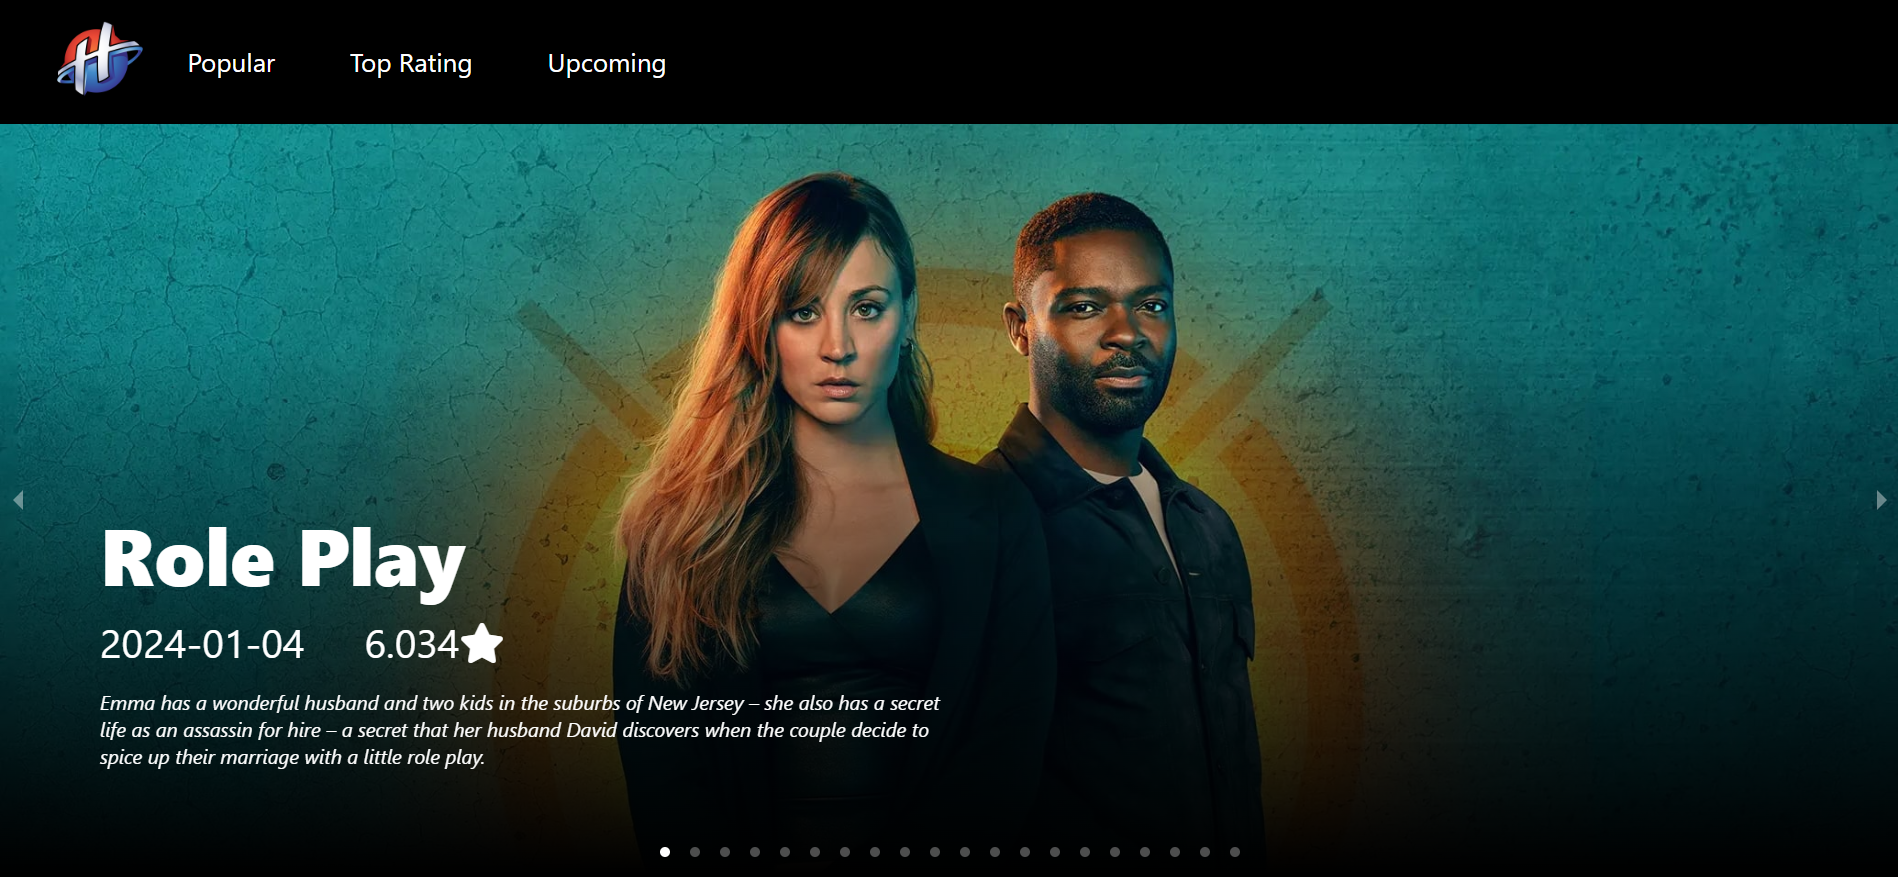 Popular Top Rating Upcoming
Role Play
2024-01-04 6.034
Emma has a wonderful husband and two kids in the suburbs of New Jersey – she also has a secret
life as an assassin for hire – a secret that her husband David discovers when the couple decide to
spice up their marriage with a little role play.